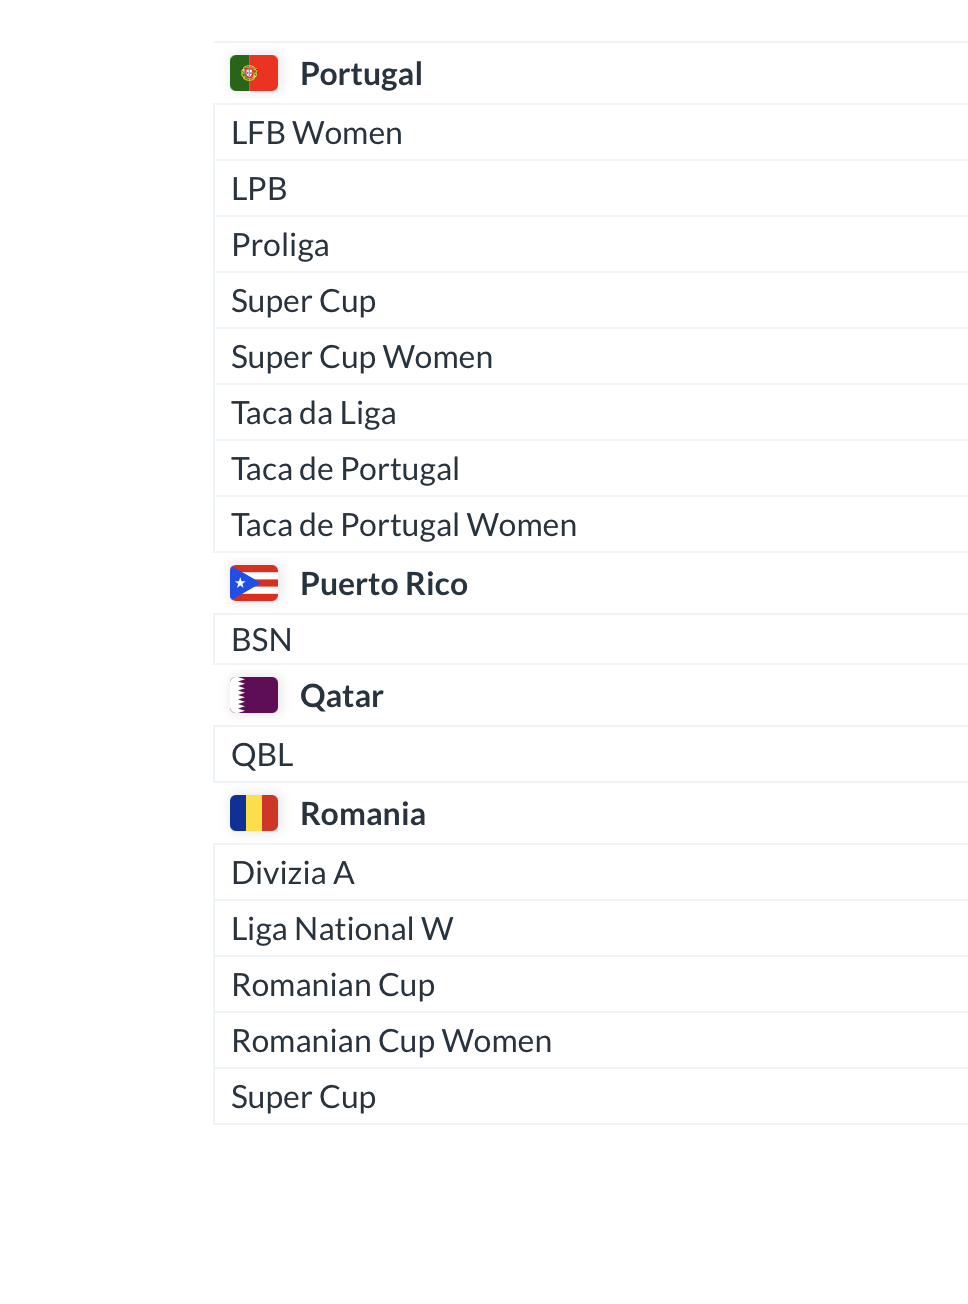 Portugal
LFB Women
LPB
Proliga
Super Cup
Super Cup Women
Taca da Liga
Taca de Portugal
Taca de Portugal Women
Puerto Rico
BSN
Qatar
QBL
Romania
Divizia A
Liga National W
Romanian Cup
Romanian Cup Women
Super Cup